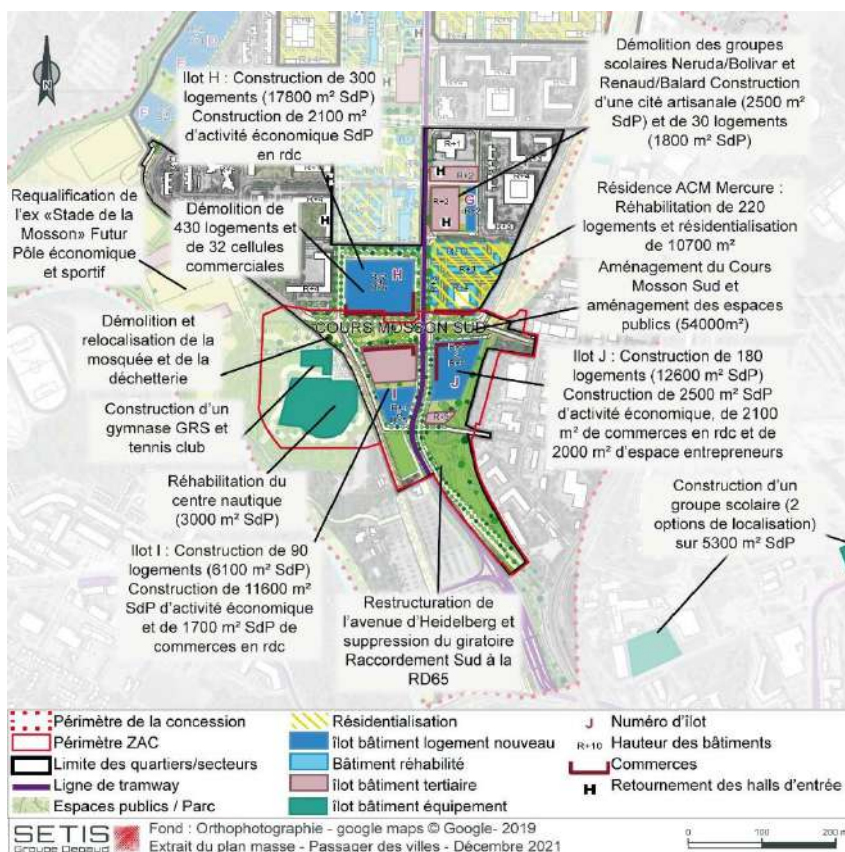 Ilot H : Construction de 300
logements (17800 m² SdP)
Construction de 2100 m²
d'activité économique SdP
en rdc
Démolition des groupes
scolaires Neruda/Bolivar et
Renaud/Balard Construction
d'une cité artisanale (2500 m²
SdP) et de 30 logements
(1800 m² SdP)
Requalification de
l'ex «Stade de la
Mosson» Futur
Pôle économique
et sportif
Démolition de
430 logements et
de 32 cellules
commerciales
Résidence ACM Mercure :
Réhabilitation de 220
logements et résidentialisation
de 10700 m²
Aménagement du Cours
Mosson Sud et
aménagement des espaces
publics (54000m²)
Démolition et
relocalisation de la
mosquée et de la
déchetterie
COURS MOSSON SUD
Ilot J : Construction de 180
logements (12600 m² SdP)
Construction de 2500 m² SdP
d'activité économique, de 2100
m² de commerces en rdc et de
2000 m² d'espace entrepreneurs
Construction d'un
gymnase GRS et
tennis club
Réhabilitation du
centre nautique
(3000 m² SdP)
Construction d'un
groupe scolaire (2
options de localisation)
sur 5300 m² SdP
Ilot I : Construction de 90
logements (6100 m² SdP)
Construction de 11600 m²
SdP d'activité économique
et de 1700 m² SdP de
commerces en rdc
Restructuration de
l'avenue d'Heidelberg et
suppression du giratoire
Raccordement Sud à la
RD65
R+1
R+2
R+3
G
H
H
H
H
I
J
Périmètre de la concession
Périmètre ZAC
Limite des quartiers/secteurs
Ligne de tramway
Espaces publics / Parc
Résidentialisation
îlot bâtiment logement nouveau
Bâtiment réhabilité
îlot bâtiment tertiaire
îlot bâtiment équipement
J Numéro d'îlot
R+10 Hauteur des bâtiments
Commerces
H Retournement des halls d'entrée
SETIS
Groupe Degaud
Fond : Orthophotographie - google maps © Google- 2019
Extrait du plan masse - Passager des villes - Décembre 2021
0 100 200 m